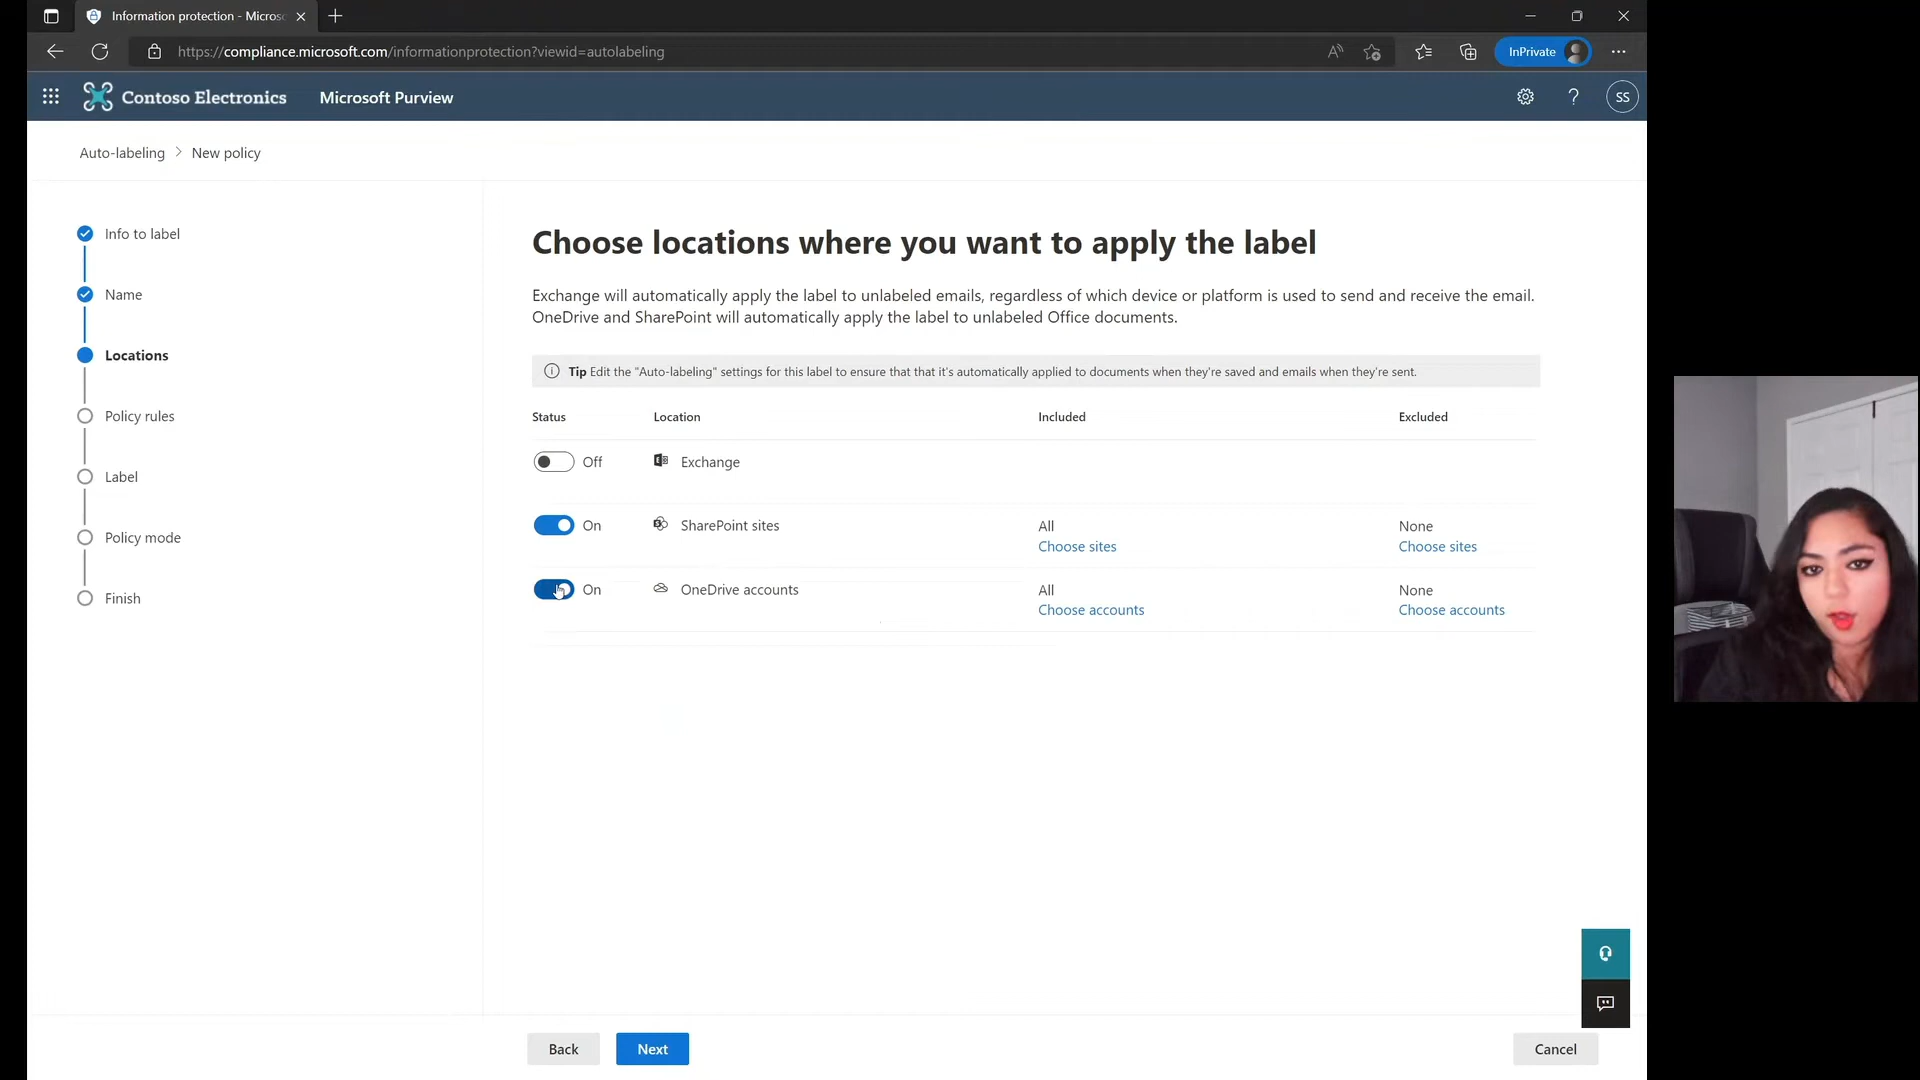 Information protection - Micros
https://compliance.microsoft.com/informationprotection?viewid=autolabeling
InPrivate
Contoso Electronics
Microsoft Purview
?
SS
Auto-labeling > New policy
Info to label
Name
Locations
Policy rules
Label
Policy mode
Finish
Choose locations where you want to apply the label
Exchange will automatically apply the label to unlabeled emails, regardless of which device or platform is used to send and receive the email.
OneDrive and SharePoint will automatically apply the label to unlabeled Office documents.
Tip Edit the "Auto-labeling" settings for this label to ensure that that it's automatically applied to documents when they're saved and emails when they're sent.
Status Location Included Excluded
Off Exchange
On SharePoint sites All None
Choose sites Choose sites
On OneDrive accounts All None
Choose accounts Choose accounts
Back Next Cancel